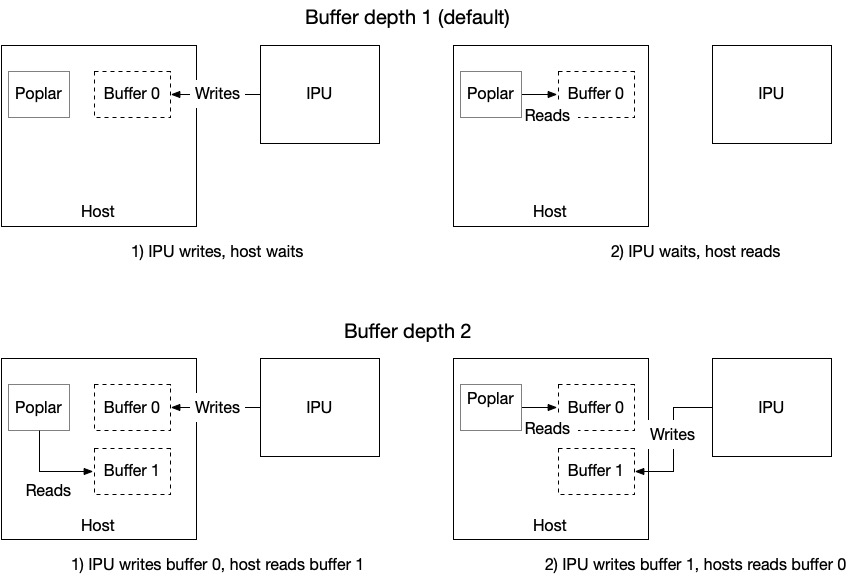 Buffer depth 1 (default)
Poplar
Buffer 0
Writes
IPU
Host
1) IPU writes, host waits
Poplar
Buffer 0
Reads
IPU
Host
2) IPU waits, host reads
Buffer depth 2
Poplar
Buffer 0
Writes
IPU
Buffer 1
Reads
Host
1) IPU writes buffer 0, host reads buffer 1
Poplar
Buffer 0
Reads
Writes
IPU
Buffer 1
Host
2) IPU writes buffer 1, hosts reads buffer 0